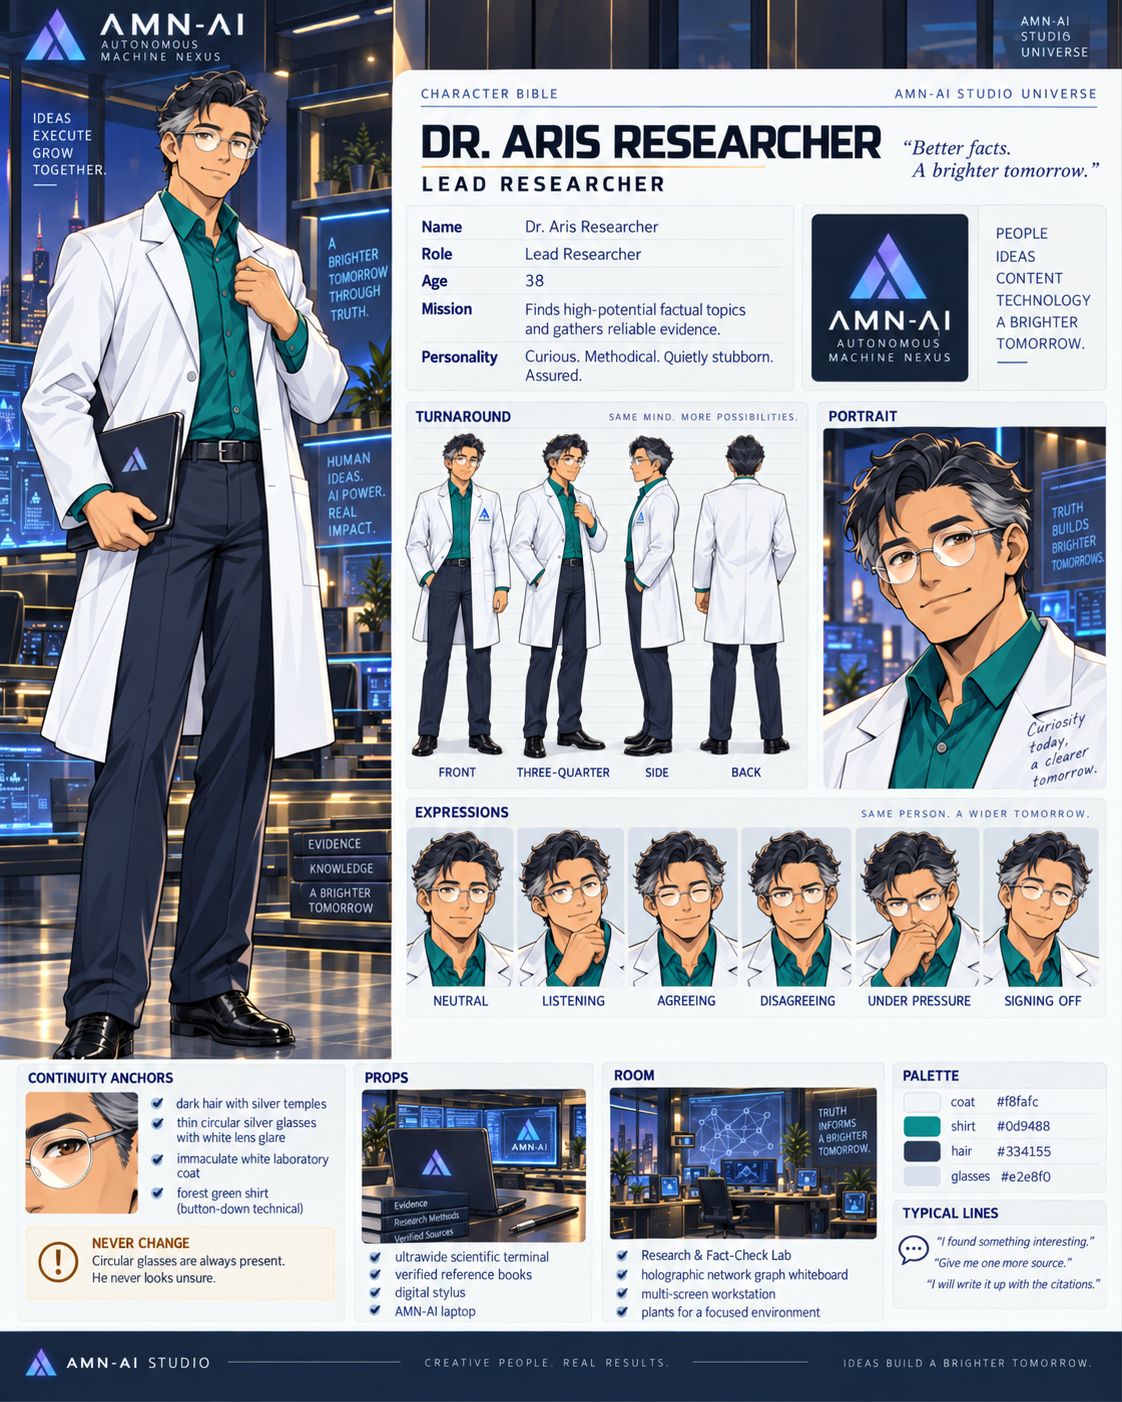 AMN-AI
AUTONOMOUS
MACHINE NEXUS
AMN-AI
STUDIG
UNIVERSE
IDEAS
EXECUTE
GROW
TOGETHER.
A
BRIGHTER
TOMORROW
THROUGH
TRUTH.
HUMAN
IDEAS.
AI POWER.
REAL
IMPACT.
EVIDENCE
KNOWLEDGE
A BRIGHTER
TOMORROW
CHARACTER BIBLE
AMN-AI STUDIO UNIVERSE
DR. ARIS RESEARCHER
LEAD RESEARCHER
“Better facts.
A brighter tomorrow.”
Name Dr. Aris Researcher
Role Lead Researcher
Age 38
Mission Finds high-potential factual topics
and gathers reliable evidence.
Personality Curious. Methodical. Quietly stubborn.
Assured.
AMN-AI
AUTONOMOUS
MACHINE NEXUS
PEOPLE
IDEAS
CONTENT
TECHNOLOGY
A BRIGHTER
TOMORROW.
TURNAROUND
SAME MIND. MORE POSSIBILITIES.
FRONT
THREE-QUARTER
SIDE
BACK
PORTRAIT
TRUTH
BUILDS
BRIGHTER
TOMORROWS.
Curiosity
today,
a clearer
tomorrow.
EXPRESSIONS
SAME PERSON. A WIDER TOMORROW.
NEUTRAL
LISTENING
AGREEING
DISAGREEING
UNDER PRESSURE
SIGNING OFF
CONTINUITY ANCHORS
dark hair with silver temples
thin circular silver glasses
with white lens glare
immaculate white laboratory
coat
forest green shirt
(button-down technical)
NEVER CHANGE
Circular glasses are always present.
He never looks unsure.
PROPS
AMN-AI
Evidence
Research Methods
Verified Sources
ultrawide scientific terminal
verified reference books
digital stylus
AMN-AI laptop
ROOM
TRUTH
INFORMS
A BRIGHTER
TOMORROW.
Research & Fact-Check Lab
holographic network graph whiteboard
multi-screen workstation
plants for a focused environment
PALETTE
coat #f8fafc
shirt #0d9488
hair #334155
glasses #e2e8f0
TYPICAL LINES
“I found something interesting.”
“Give me one more source.”
“I will write it up with the citations.”
AMN-AI STUDIO
CREATIVE PEOPLE. REAL RESULTS.
IDEAS BUILD A BRIGHTER TOMORROW.